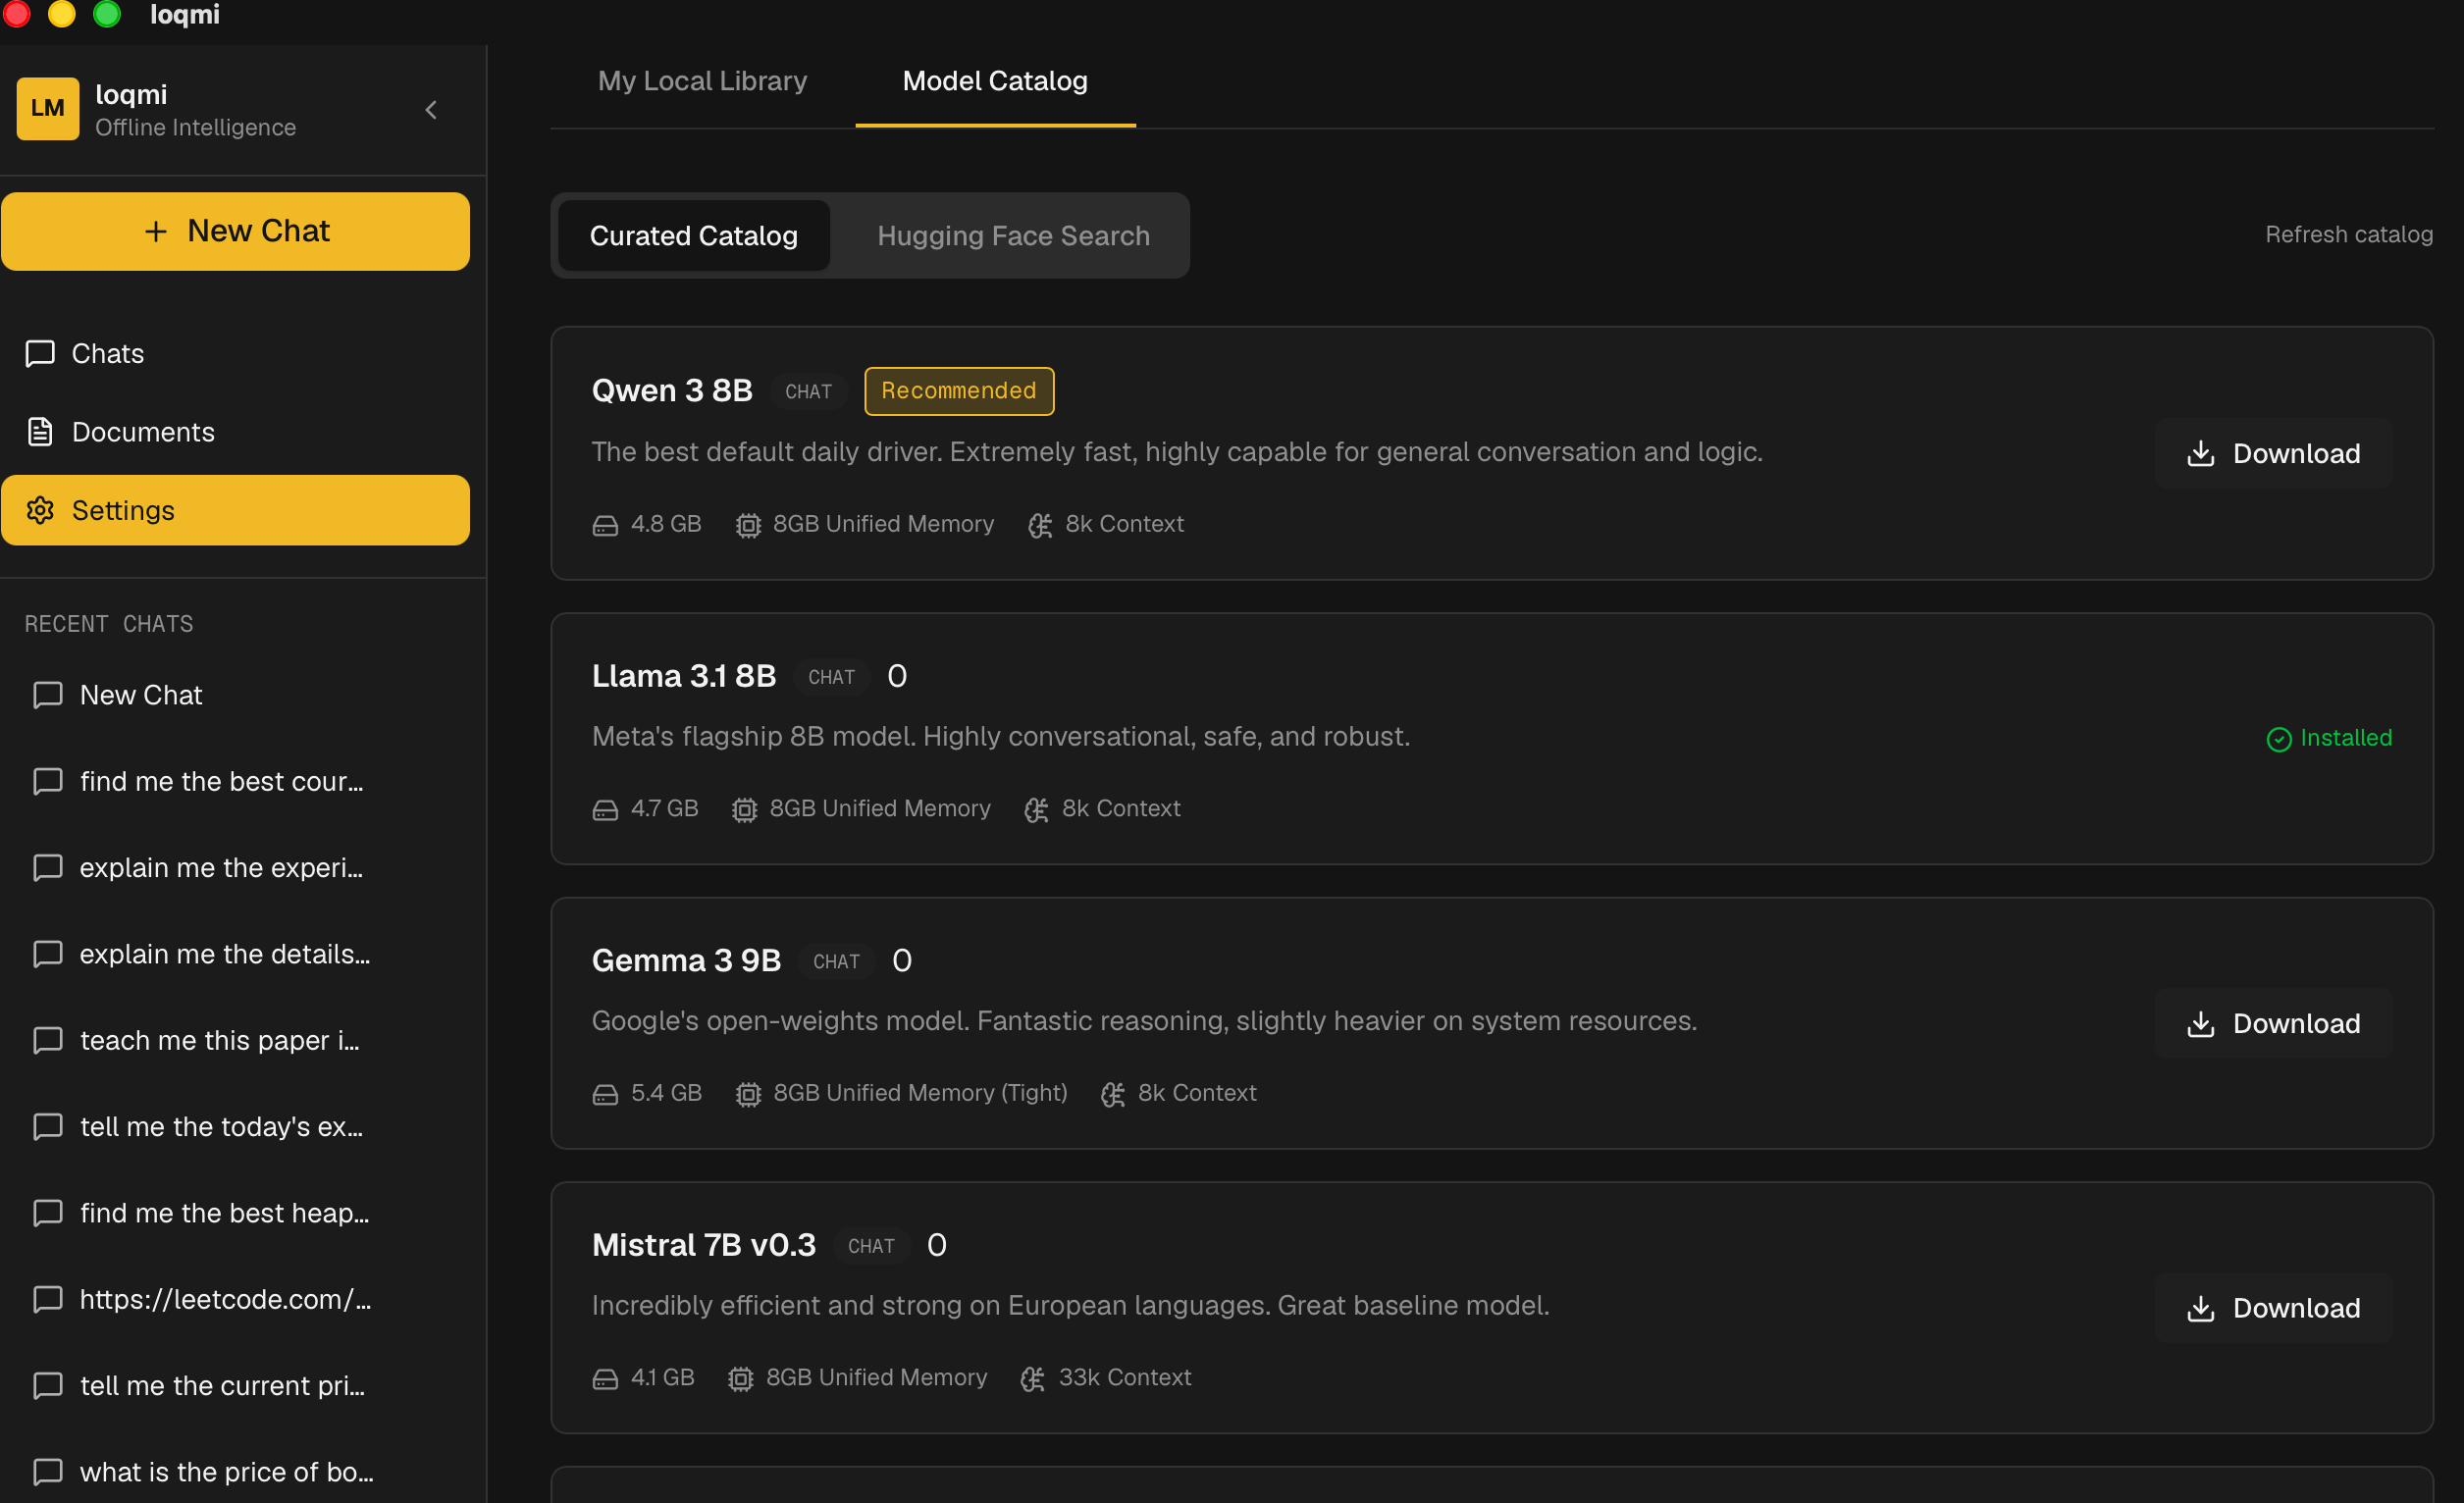 loqmi
LM
loqmi
Offline Intelligence
+ New Chat
Chats
Documents
Settings
RECENT CHATS
New Chat
find me the best cour...
explain me the experi...
explain me the details...
teach me this paper i...
tell me the today's ex...
find me the best heap...
https://leetcode.com/...
tell me the current pri...
what is the price of bo...
My Local Library
Model Catalog
Curated Catalog
Hugging Face Search
Refresh catalog
Qwen 3 8B CHAT Recommended
The best default daily driver. Extremely fast, highly capable for general conversation and logic.
4.8 GB 8GB Unified Memory 8k Context
Download
Llama 3.1 8B CHAT 0
Meta's flagship 8B model. Highly conversational, safe, and robust.
4.7 GB 8GB Unified Memory 8k Context
Installed
Gemma 3 9B CHAT 0
Google's open-weights model. Fantastic reasoning, slightly heavier on system resources.
5.4 GB 8GB Unified Memory (Tight) 8k Context
Download
Mistral 7B v0.3 CHAT 0
Incredibly efficient and strong on European languages. Great baseline model.
4.1 GB 8GB Unified Memory 33k Context
Download